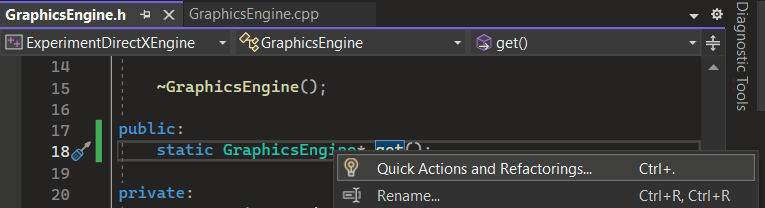 GraphicsEngine.h GraphicsEngine.cpp
ExperimentDirectXEngine GraphicsEngine get()
Diagnostic Tools
14
15 ~GraphicsEngine();
16
17 public:
18 static GraphicsEngine* get();
19 Quick Actions and Refactorings... Ctrl+.
20 private: Rename... Ctrl+R, Ctrl+R